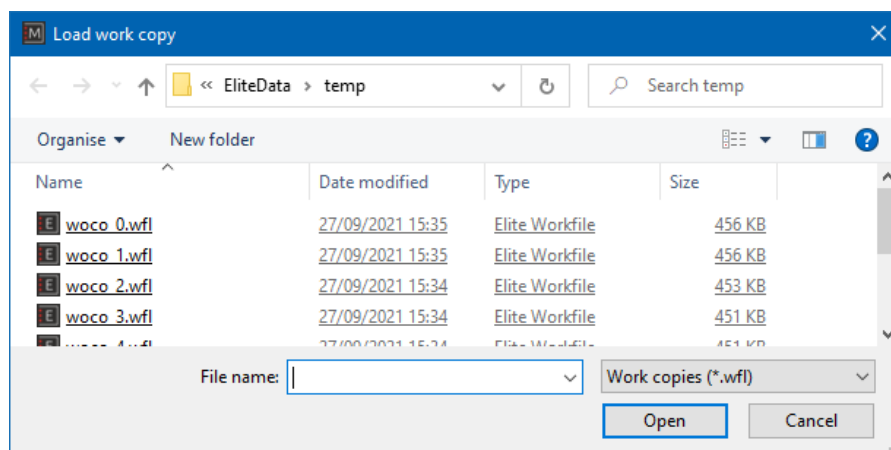 M Load work copy
« EliteData › temp
Search temp
Organise New folder
?
Name Date modified Type Size
E woco_0.wfl 27/09/2021 15:35 Elite Workfile 456 KB
E woco_1.wfl 27/09/2021 15:35 Elite Workfile 456 KB
E woco_2.wfl 27/09/2021 15:34 Elite Workfile 453 KB
E woco_3.wfl 27/09/2021 15:34 Elite Workfile 451 KB
File name:
Work copies (*.wfl)
Open Cancel